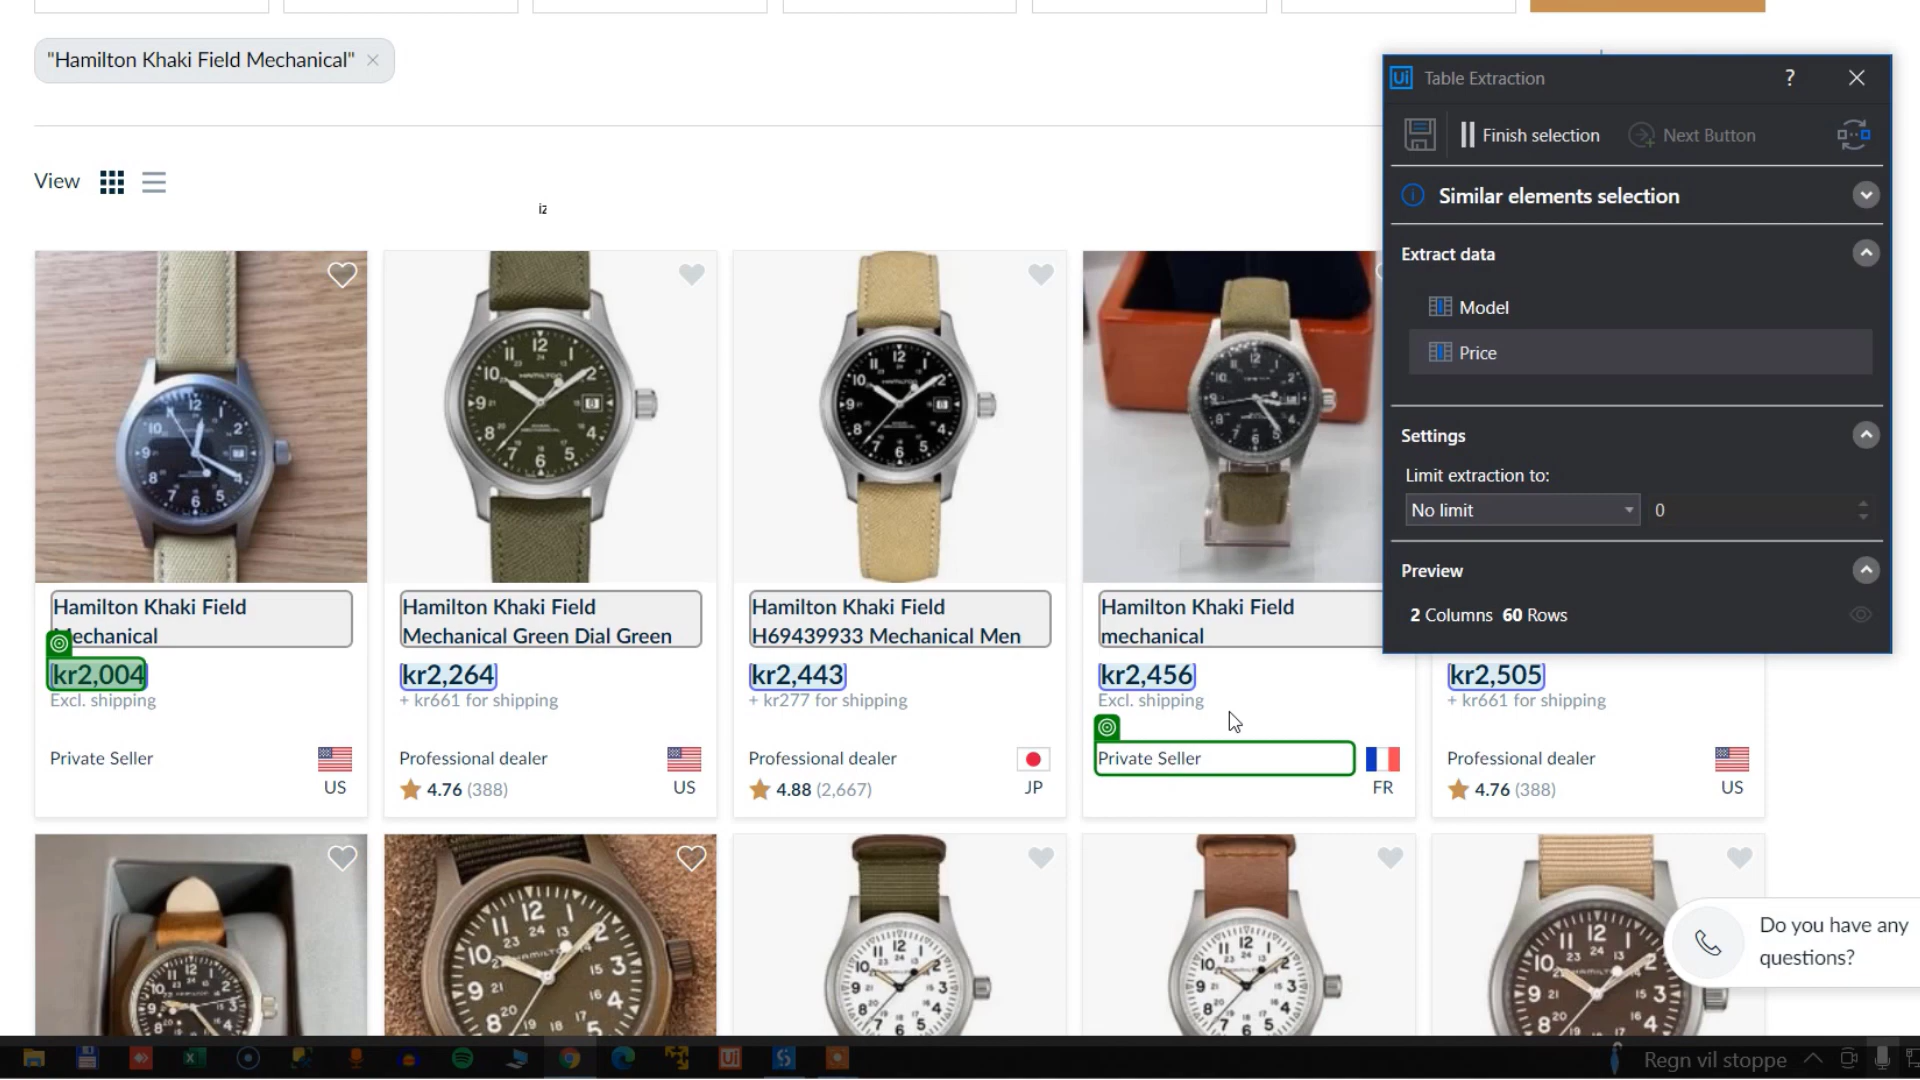 "Hamilton Khaki Field Mechanical" ×
View
iz
Hamilton Khaki Field
Mechanical
kr2,004
Excl. shipping
Private Seller
US
Hamilton Khaki Field
Mechanical Green Dial Green
kr2,264
+ kr661 for shipping
Professional dealer
4.76 (388)
US
Hamilton Khaki Field
H69439933 Mechanical Men
kr2,443
+ kr277 for shipping
Professional dealer
4.88 (2,667)
JP
Hamilton Khaki Field
mechanical
kr2,456
Excl. shipping
Private Seller
FR
kr2,505
+ kr661 for shipping
Professional dealer
4.76 (388)
US
Ui Table Extraction ?
Finish selection Next Button
Similar elements selection
Extract data
Model
Price
Settings
Limit extraction to:
No limit 0
Preview
2 Columns 60 Rows
Do you have any
questions?
Regn vil stoppe